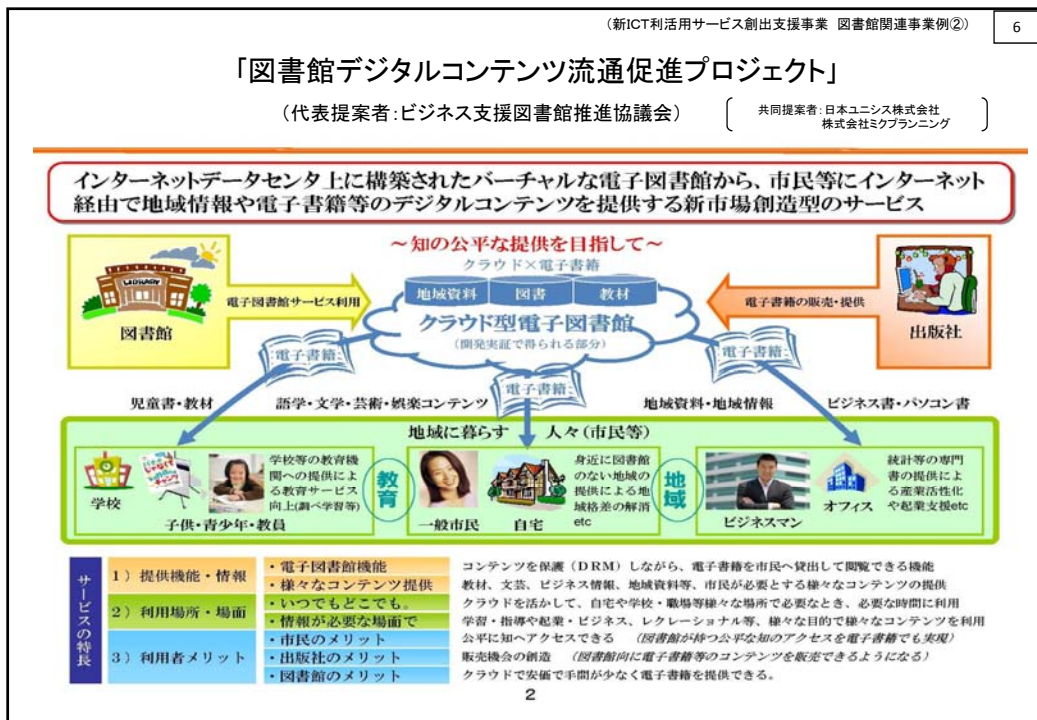 (新ICT利活用サービス創出支援事業 図書館関連事業例②)
6
「図書館デジタルコンテンツ流通促進プロジェクト」
(代表提案者:ビジネス支援図書館推進協議会)
共同提案者:日本ユニシス株式会社
株式会社ミクプランニング
インターネットデータセンタ上に構築されたバーチャルな電子図書館から、市民等にインターネット
経由で地域情報や電子書籍等のデジタルコンテンツを提供する新市場創造型のサービス
～知の公平な提供を目指して～
クラウド×電子書籍
地域資料 図書 教材
クラウド型電子図書館
(開発実証で得られる部分)
LIBRARY
図書館
電子図書館サービス利用
電子書籍の販売・提供
出版社
電子書籍
電子書籍
電子書籍
児童書・教材
語学・文学・芸術・娯楽コンテンツ
地域資料・地域情報
ビジネス書・パソコン書
地域に暮らす 人々(市民等)
学校
子供・青少年・教員
学校等の教育機
関への提供によ
る教育サービス
向上(調べ学習等)
教育
一般市民
自宅
身近に図書館
のない地域の
提供による地
域格差の解消
etc
地域
ビジネスマン
オフィス
統計等の専門
書の提供によ
る産業活性化
や起業支援etc
サービスの特長
1)提供機能・情報
・電子図書館機能
コンテンツを保護(DRM)しながら、電子書籍を市民へ貸出して閲覧できる機能
・様々なコンテンツ提供
教材、文芸、ビジネス情報、地域資料等、市民が必要とする様々なコンテンツの提供
2)利用場所・場面
・いつでもどこでも。
クラウドを活かして、自宅や学校・職場等様々な場所で必要なとき、必要な時間に利用
・情報が必要な場面で
学習・指導や起業・ビジネス、レクレーショナル等、様々な目的で様々なコンテンツを利用
3)利用者メリット
・市民のメリット
公平に知へアクセスできる (図書館が持つ公平な知のアクセスを電子書籍でも実現)
・出版社のメリット
販売機会の創造 (図書館向に電子書籍等のコンテンツを販売できるようになる)
・図書館のメリット
クラウドで安価で手間が少なく電子書籍を提供できる。
2